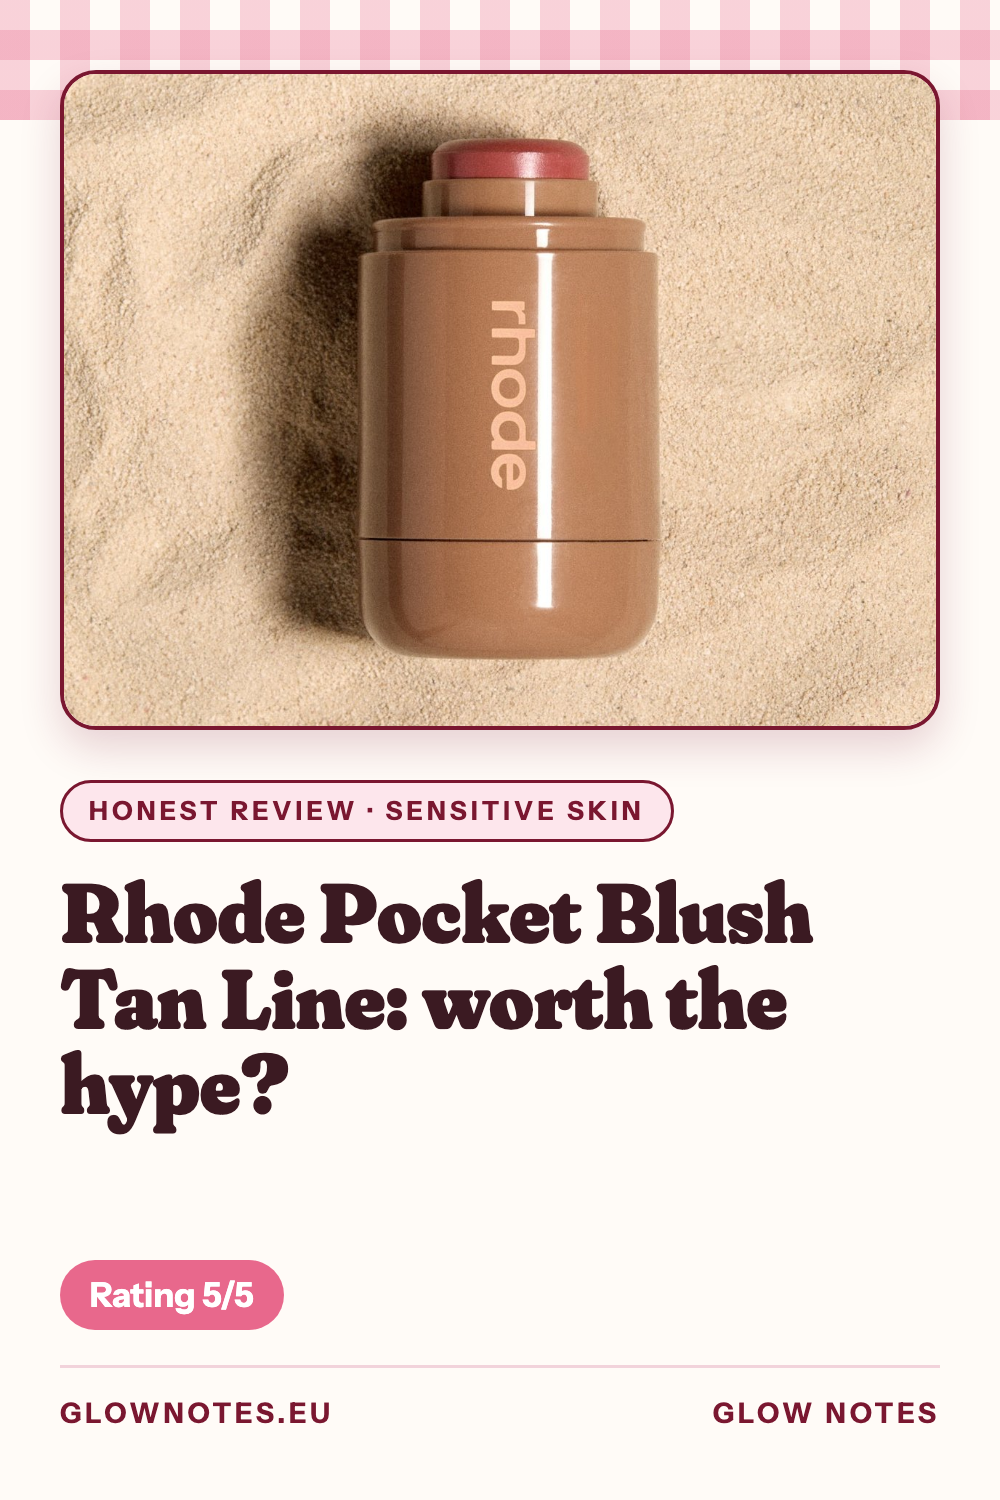 rhode
HONEST REVIEW · SENSITIVE SKIN
Rhode Pocket Blush
Tan Line: worth the
hype?
Rating 5/5
GLOWNOTES.EU
GLOW NOTES